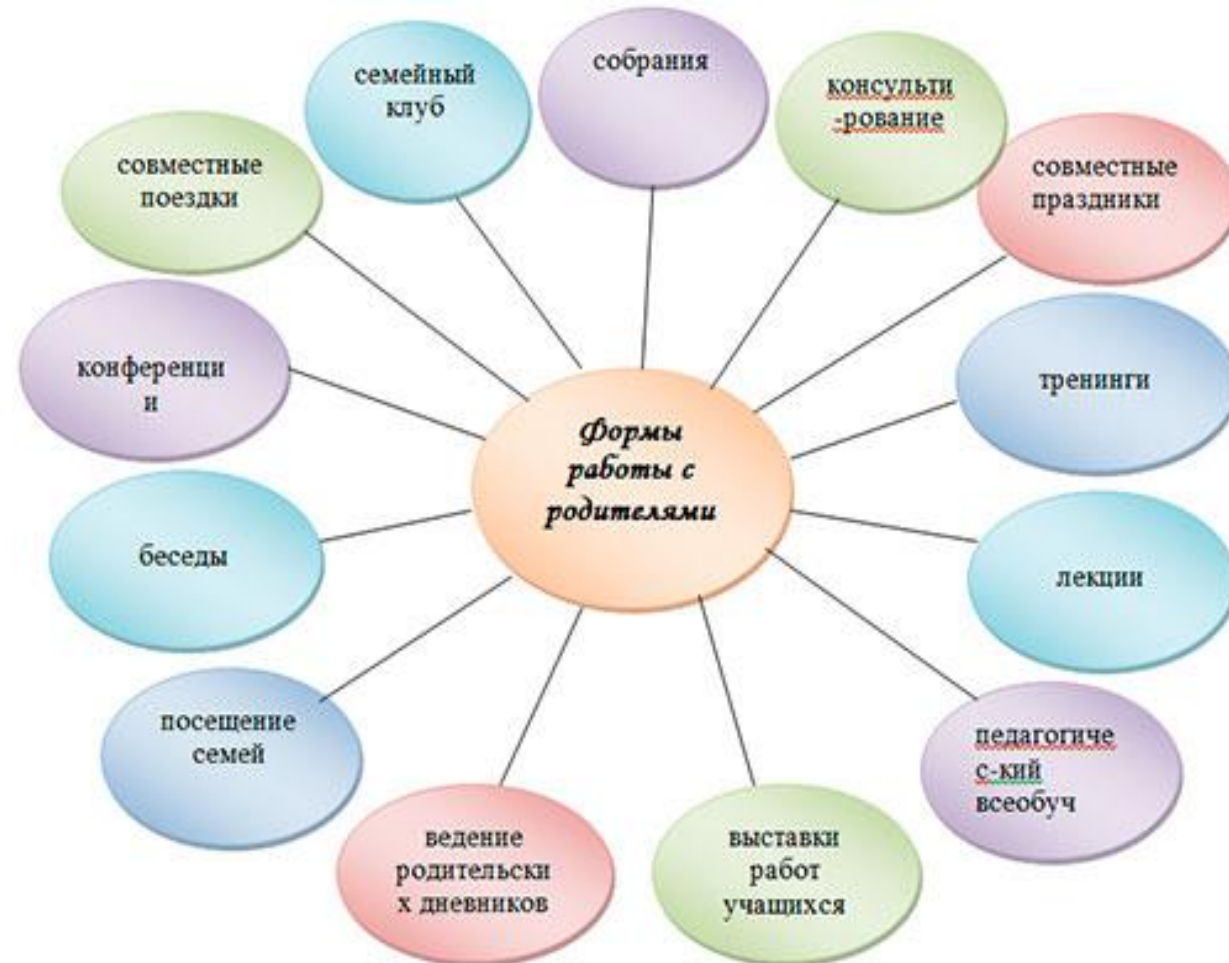 семейный
клуб
собрания
консульти
-рование
совместные
поездки
совместные
праздники
конференци
и
Формы
работы с
родителями
тренинги
беседы
лекции
посещение
семей
педагогиче
с-кий
всеобуч
ведение
родительски
х дневников
выставки
работ
учащихся